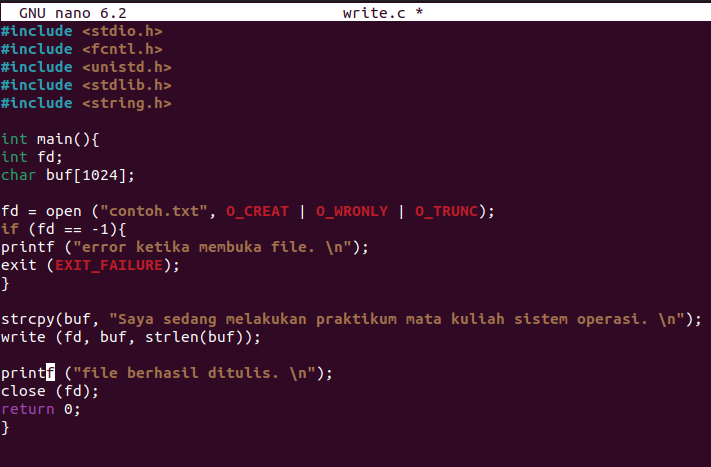 GNU nano 6.2 write.c *
#include <stdio.h>
#include <fcntl.h>
#include <unistd.h>
#include <stdlib.h>
#include <string.h>
int main(){
int fd;
char buf[1024];
fd = open ("contoh.txt", O_CREAT | O_WRONLY | O_TRUNC);
if (fd == -1){
printf ("error ketika membuka file. \n");
exit (EXIT_FAILURE);
}
strcpy(buf, "Saya sedang melakukan praktikum mata kuliah sistem operasi. \n");
write (fd, buf, strlen(buf));
printf ("file berhasil ditulis. \n");
close (fd);
return 0;
}